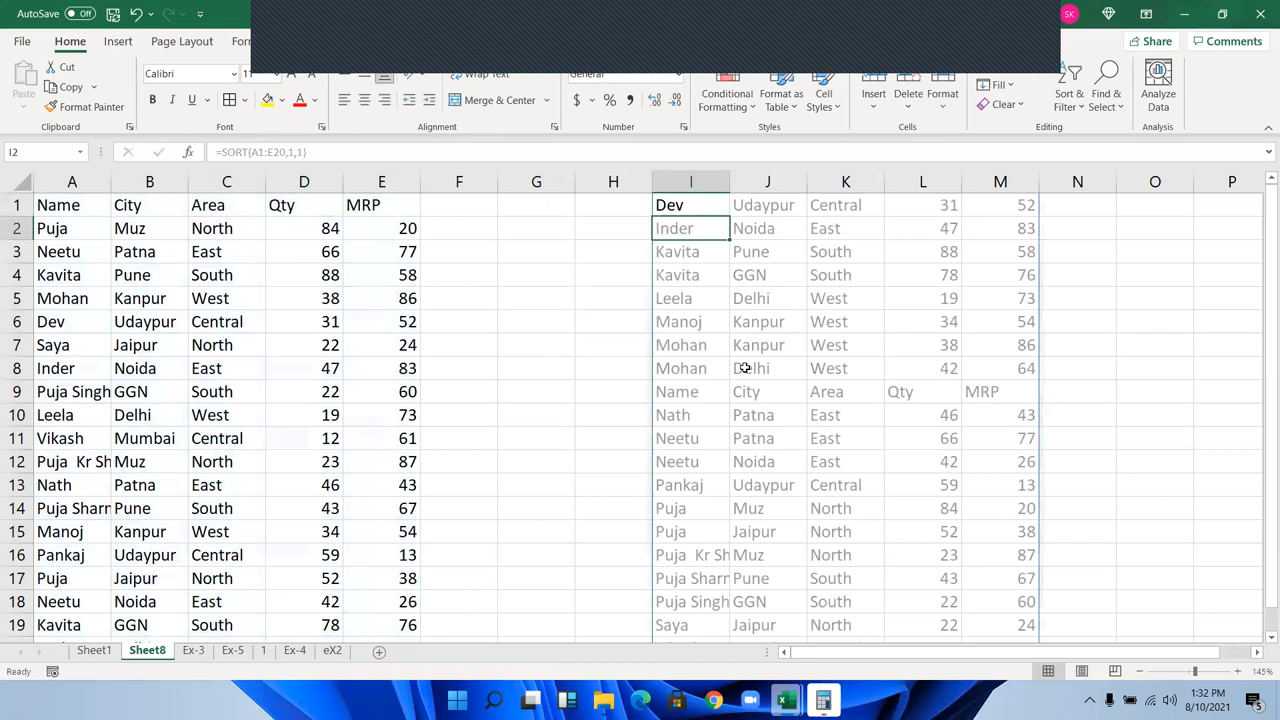 AutoSave Off SK
File Home Insert Page Layout Share Comments
Cut Copy Format Painter Paste Clipboard
Calibri 11 B I U Font
Wrap Text Merge & Center Alignment
General $ % , Number
Conditional Formatting Format as Table Cell Styles Styles
Insert Delete Format Cells
Fill Clear Sort & Filter Find & Select Editing
Analyze Data Analysis
I2 fx =SORT(A1:E20,1,1)
A B C D E F G H I J K L M N O P
1 Name City Area Qty MRP Dev Udaypur Central 31 52
2 Puja Muz North 84 20 Inder Noida East 47 83
3 Neetu Patna East 66 77 Kavita Pune South 88 58
4 Kavita Pune South 88 58 Kavita GGN South 78 76
5 Mohan Kanpur West 38 86 Leela Delhi West 19 73
6 Dev Udaypur Central 31 52 Manoj Kanpur West 34 54
7 Saya Jaipur North 22 24 Mohan Kanpur West 38 86
8 Inder Noida East 47 83 Mohan Delhi West 42 64
9 Puja Singh GGN South 22 60 Name City Area Qty MRP
10 Leela Delhi West 19 73 Nath Patna East 46 43
11 Vikash Mumbai Central 12 61 Neetu Patna East 66 77
12 Puja Kr Sh Muz North 23 87 Neetu Noida East 42 26
13 Nath Patna East 46 43 Pankaj Udaypur Central 59 13
14 Puja Sharn Pune South 43 67 Puja Muz North 84 20
15 Manoj Kanpur West 34 54 Puja Jaipur North 52 38
16 Pankaj Udaypur Central 59 13 Puja Kr Sh Muz North 23 87
17 Puja Jaipur North 52 38 Puja Sharn Pune South 43 67
18 Neetu Noida East 42 26 Puja Singh GGN South 22 60
19 Kavita GGN South 78 76 Saya Jaipur North 22 24
Sheet1 Sheet8 Ex-3 Ex-5 1 Ex-4 eX2
Ready 145%
1:32 PM
8/10/2021